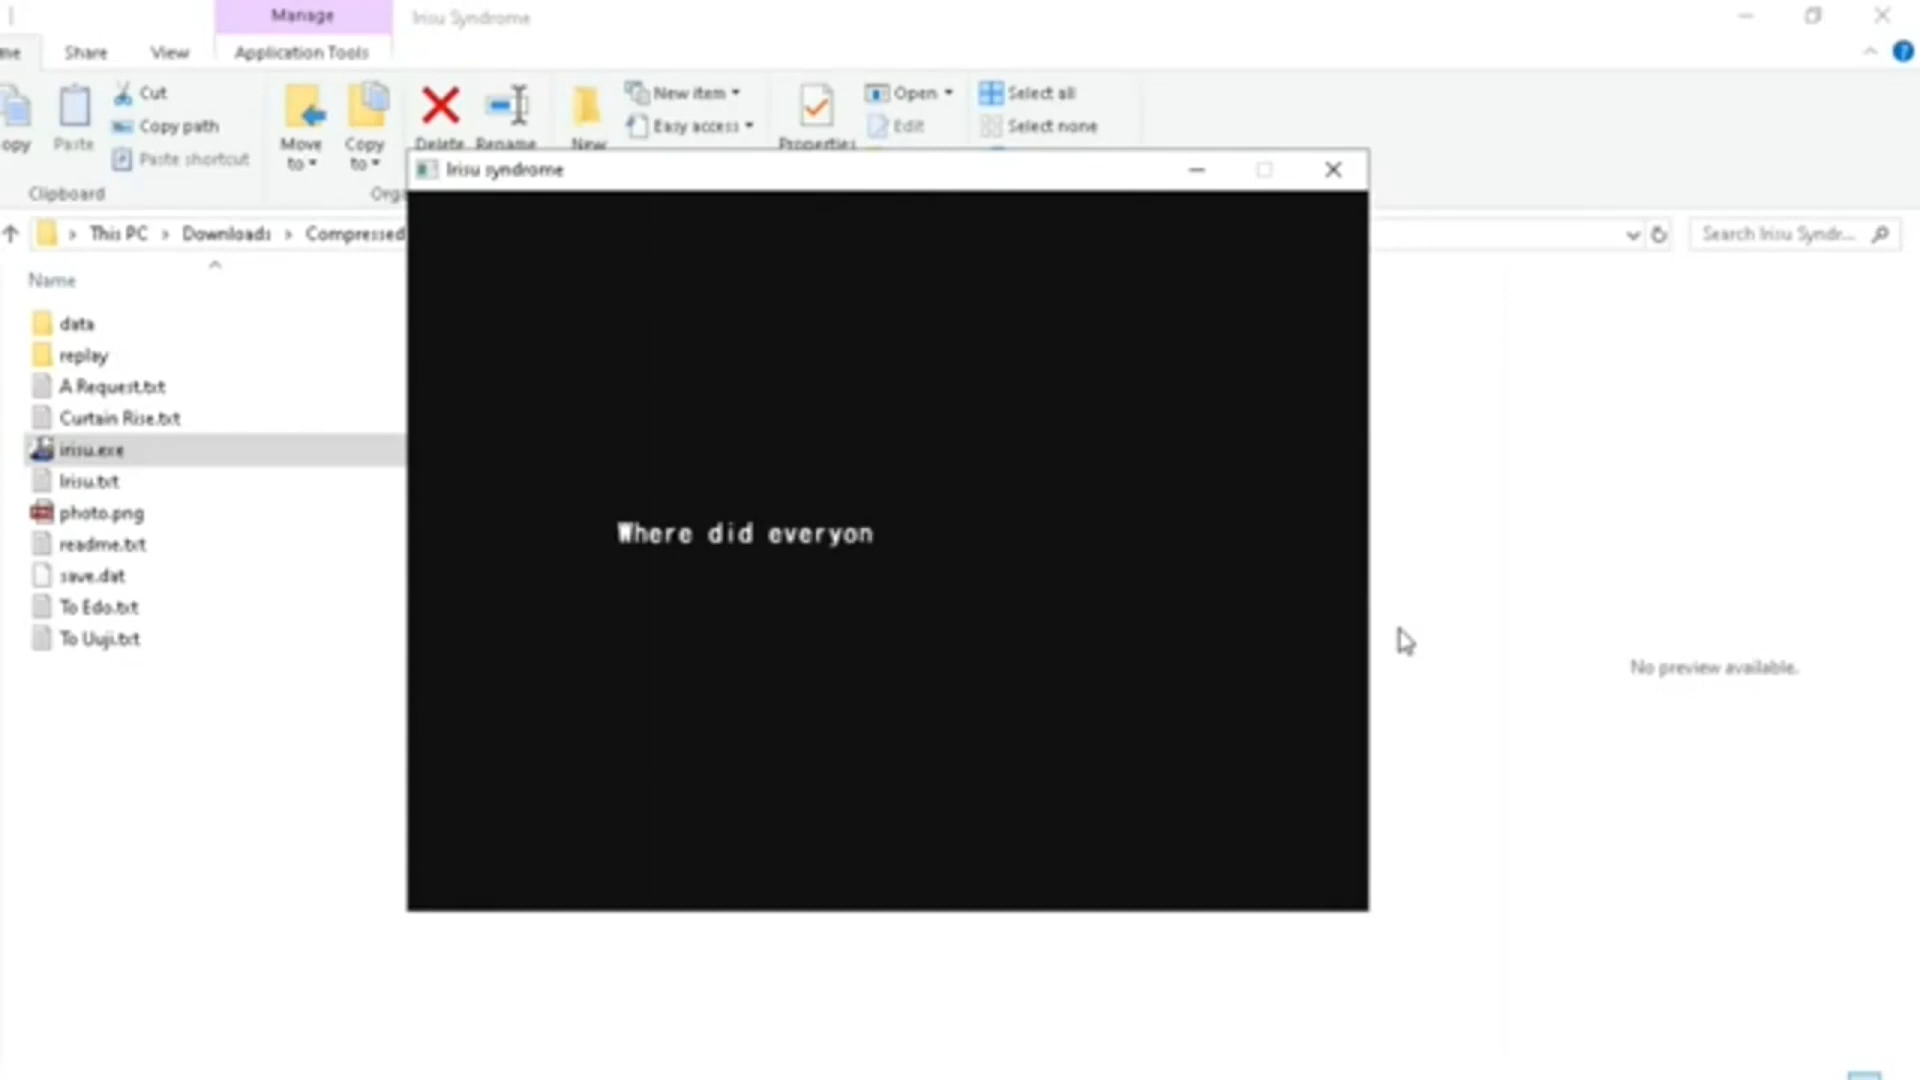 Manage
Irisu Syndrome
me
Share
View
Application Tools
opy
Paste
Cut
Copy path
Paste shortcut
Move to
Copy to
Delete
Rename
New
New item
Easy access
Properties
Open
Edit
Select all
Select none
Clipboard
Orga
This PC
Downloads
Compressed
Search Irisu Syndr...
Irisu syndrome
Where did everyon
Name
data
replay
A Request.txt
Curtain Rise.txt
irisu.exe
Irisu.txt
photo.png
readme.txt
save.dat
To Edo.txt
To Uuji.txt
No preview available.